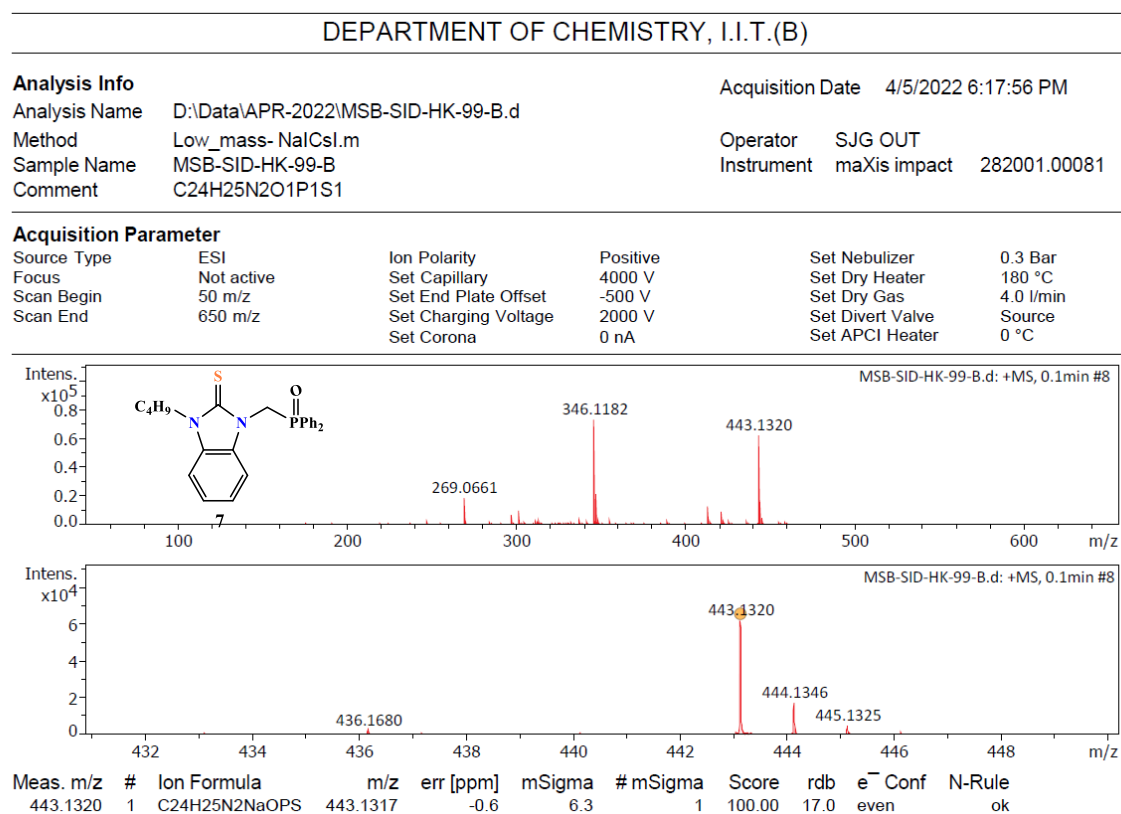 DEPARTMENT OF CHEMISTRY, I.I.T.(B)
Analysis Info
Acquisition Date 4/5/2022 6:17:56 PM
Analysis Name D:\Data\APR-2022\MSB-SID-HK-99-B.d
Method Low_mass- NaICsI.m Operator SJG OUT
Sample Name MSB-SID-HK-99-B Instrument maXis impact 282001.00081
Comment C24H25N2O1P1S1
Acquisition Parameter
Source Type ESI Ion Polarity Positive Set Nebulizer 0.3 Bar
Focus Not active Set Capillary 4000 V Set Dry Heater 180 °C
Scan Begin 50 m/z Set End Plate Offset -500 V Set Dry Gas 4.0 l/min
Scan End 650 m/z Set Charging Voltage 2000 V Set Divert Valve Source
Set Corona 0 nA Set APCI Heater 0 °C
Intens. MSB-SID-HK-99-B.d: +MS, 0.1min #8
x10⁵
S
O
C₄H₉ N N PPh₂
7
0.8
0.6
0.4
0.2
0.0
346.1182
443.1320
269.0661
100 200 300 400 500 600 m/z
Intens. MSB-SID-HK-99-B.d: +MS, 0.1min #8
x10⁴
6
4
2
0
443.1320
444.1346
445.1325
436.1680
432 434 436 438 440 442 444 446 448 m/z
Meas. m/z # Ion Formula m/z err [ppm] mSigma # mSigma Score rdb e⁻ Conf N-Rule
443.1320 1 C24H25N2NaOPS 443.1317 -0.6 6.3 1 100.00 17.0 even ok